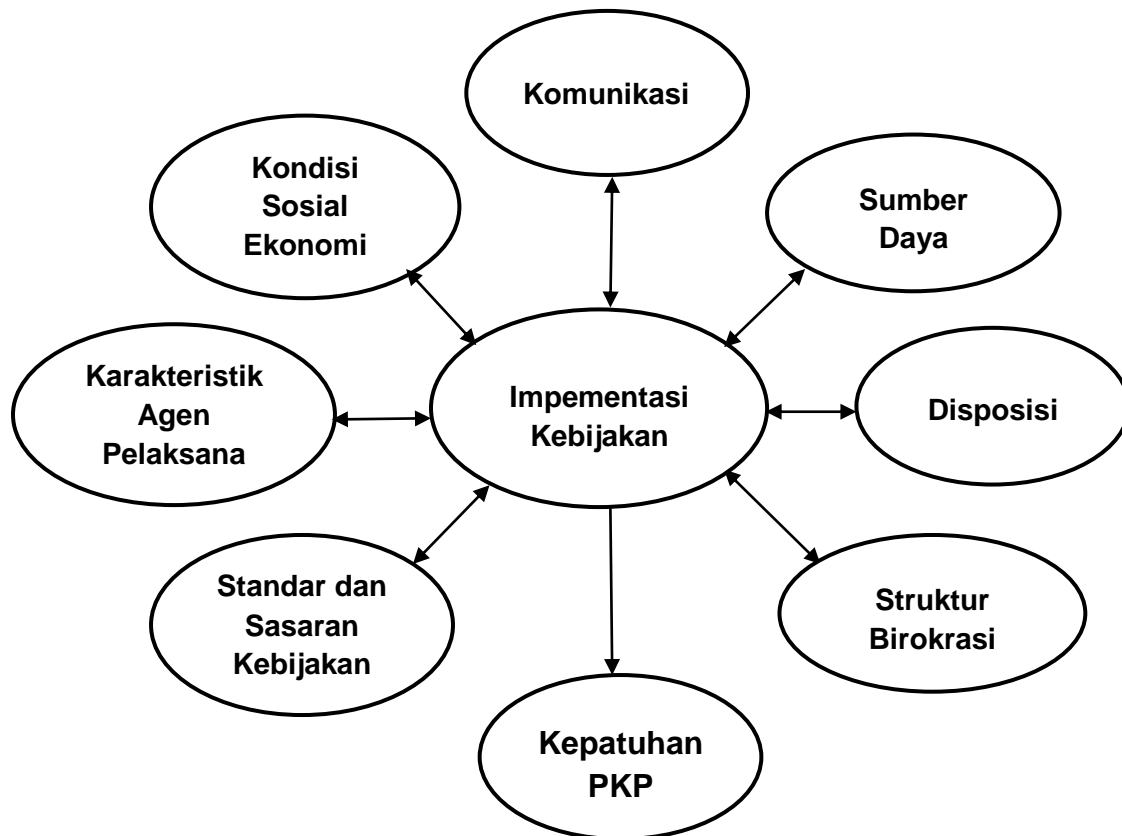 Komunikasi
Kondisi
Sosial
Ekonomi
Sumber
Daya
Karakteristik
Agen
Pelaksana
Impementasi
Kebijakan
Disposisi
Standar dan
Sasaran
Kebijakan
Struktur
Birokrasi
Kepatuhan
PKP